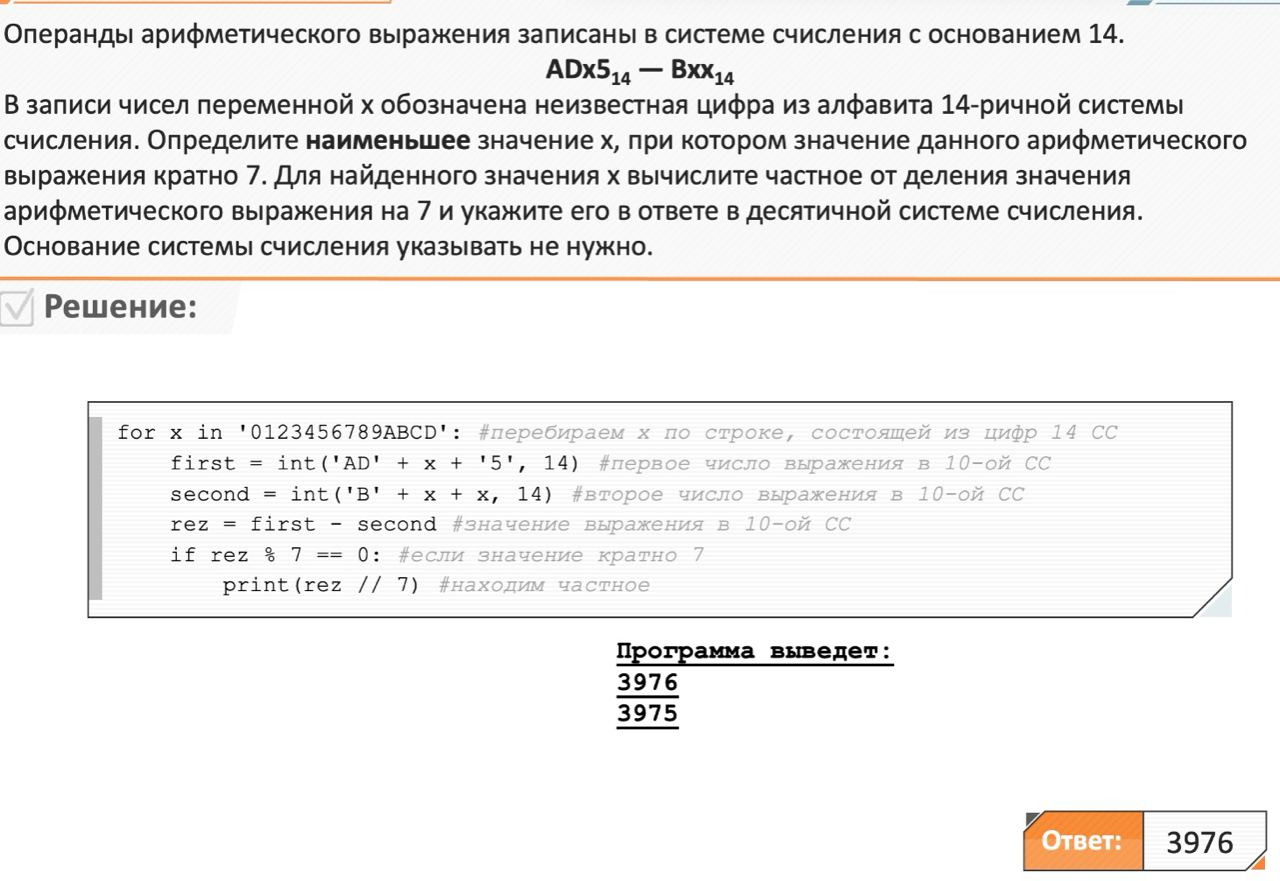 Операнды арифметического выражения записаны в системе счисления с основанием 14.
ADx5₁₄ — Bxx₁₄
В записи чисел переменной x обозначена неизвестная цифра из алфавита 14-ричной системы
счисления. Определите наименьшее значение x, при котором значение данного арифметического
выражения кратно 7. Для найденного значения x вычислите частное от деления значения
арифметического выражения на 7 и укажите его в ответе в десятичной системе счисления.
Основание системы счисления указывать не нужно.
Решение:
for x in '0123456789ABCD': #перебираем x по строке, состоящей из цифр 14 СС
    first = int('AD' + x + '5', 14) #первое число выражения в 10-ой СС
    second = int('B' + x + x, 14) #второе число выражения в 10-ой СС
    rez = first - second #значение выражения в 10-ой СС
    if rez % 7 == 0: #если значение кратно 7
        print(rez // 7) #находим частное
Программа выведет:
3976
3975
Ответ: 3976